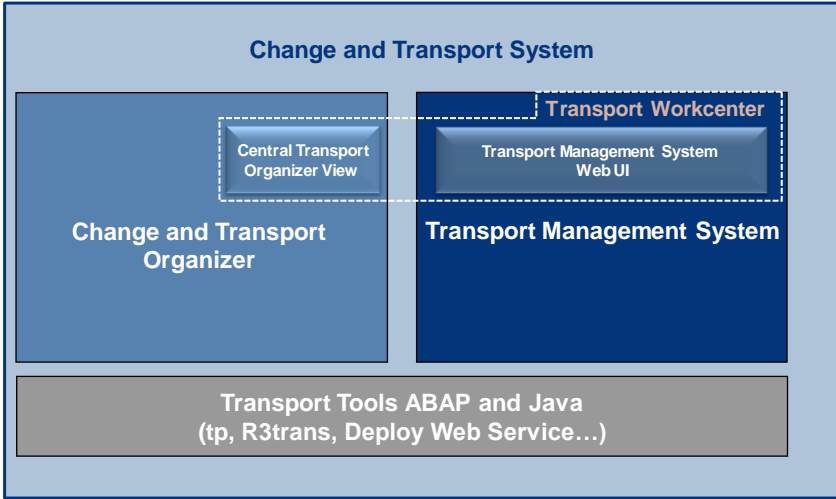 Change and Transport System
Transport Workcenter
Central Transport
Organizer View
Transport Management System
Web UI
Change and Transport
Organizer
Transport Management System
Transport Tools ABAP and Java
(tp, R3trans, Deploy Web Service…)